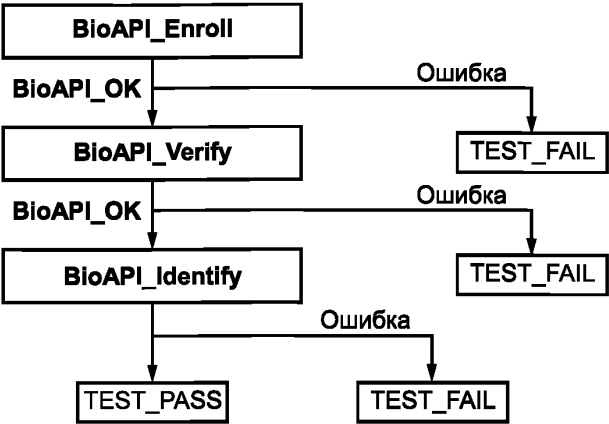 BioAPI_Enroll
Ошибка
BioAPI_OK
TEST_FAIL
BioAPI_Verify
Ошибка
BioAPI_OK
TEST_FAIL
BioAPI_Identify
Ошибка
TEST_PASS
TEST_FAIL